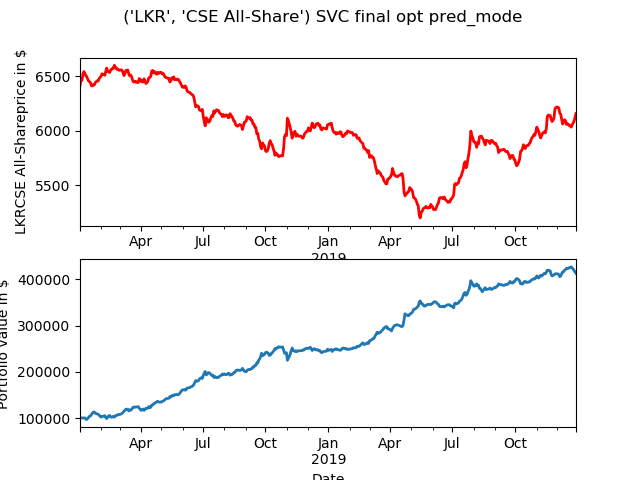 ('LKR', 'CSE All-Share') SVC final opt pred_mode
LKRCSE All-Shareprice in $
6500
6000
5500
Apr Jul Oct Jan Apr Jul Oct
2019
Portfolio value in $
400000
300000
200000
100000
Apr Jul Oct Jan Apr Jul Oct
2019
Date